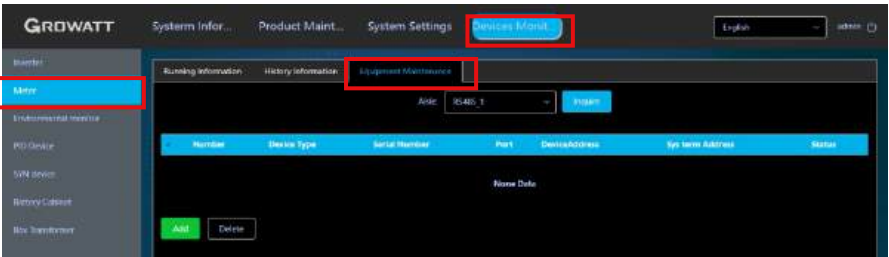 GROWATT
Systerm Infor...
Product Maint...
System Settings
Devices Monit...
English
admin
Inverter
Meter
Environmental monitor
PID Device
SVN device
Battery Cabinet
Box Transformer
Running Information
History Information
Equipment Maintenance
Aisle: RS485_1
Inquire
Number Device Type Serial Number Port DeviceAddress Systerm Address Status
None Data
Add
Delete